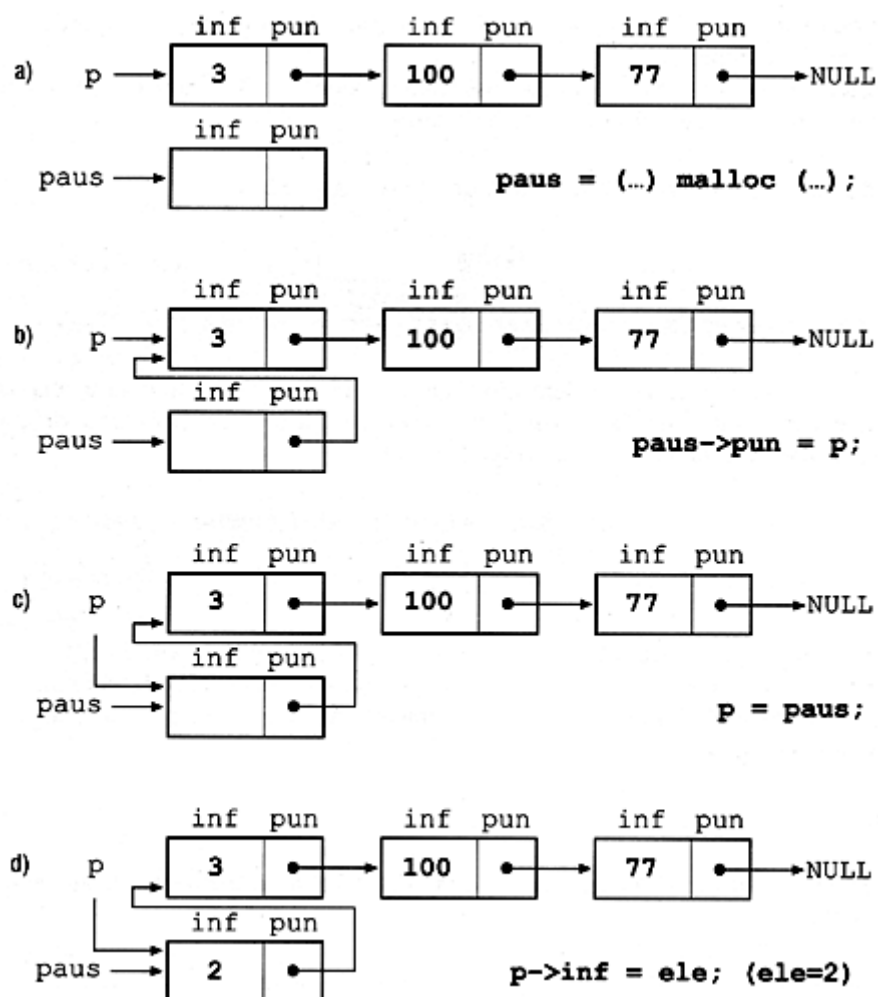 inf pun inf pun inf pun
a) p 3 100 77 NULL
inf pun
paus paus = (…) malloc (…);
inf pun inf pun inf pun
b) p 3 100 77 NULL
inf pun
paus paus->pun = p;
inf pun inf pun inf pun
c) p 3 100 77 NULL
inf pun
paus p = paus;
inf pun inf pun inf pun
d) p 3 100 77 NULL
inf pun
paus 2 p->inf = ele; (ele=2)